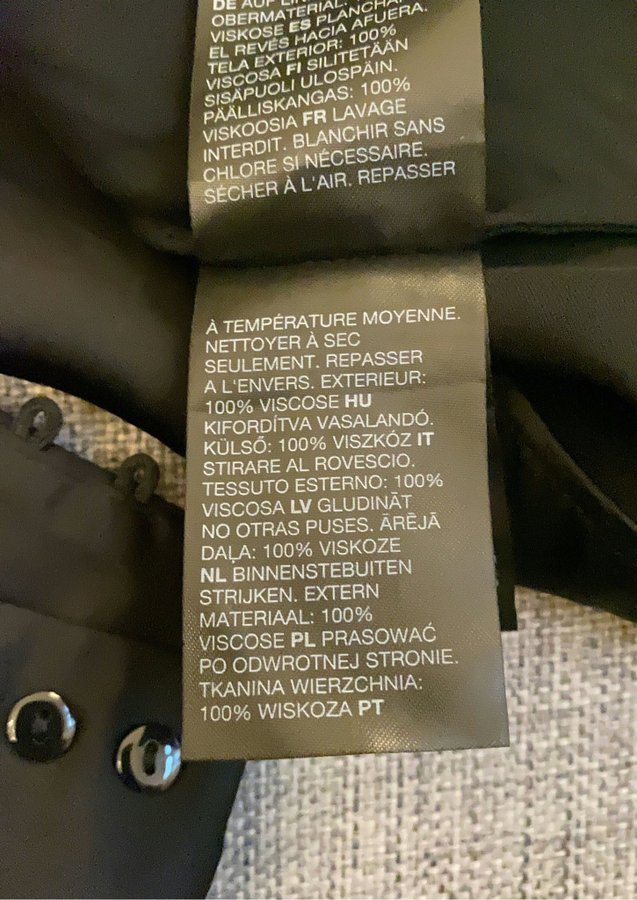 DE AUF LIN
OBERMATERIAL:
VISKOSE ES PLANCHA
EL REVÉS HACIA AFUERA.
TELA EXTERIOR: 100%
VISCOSA FI SILITETÄÄN
SISÄPUOLI ULOSPÄIN.
PÄÄLLISKANGAS: 100%
VISKOOSIA FR LAVAGE
INTERDIT. BLANCHIR SANS
CHLORE SI NÉCESSAIRE.
SÉCHER À L'AIR. REPASSER
À TEMPÉRATURE MOYENNE.
NETTOYER À SEC
SEULEMENT. REPASSER
A L'ENVERS. EXTERIEUR:
100% VISCOSE HU
KIFORDÍTVA VASALANDÓ.
KÜLSŐ: 100% VISZKÓZ IT
STIRARE AL ROVESCIO.
TESSUTO ESTERNO: 100%
VISCOSA LV GLUDINĀT
NO OTRAS PUSES. ĀRĒJĀ
DAĻA: 100% VISKOZE
NL BINNENSTEBUITEN
STRIJKEN. EXTERN
MATERIAAL: 100%
VISCOSE PL PRASOWAĆ
PO ODWROTNEJ STRONIE.
TKANINA WIERZCHNIA:
100% WISKOZA PT